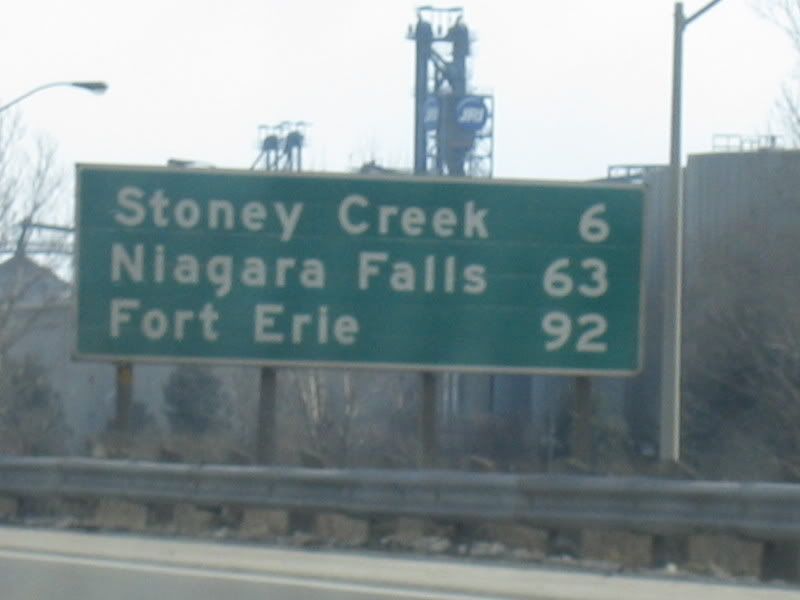 Stoney Creek 6
Niagara Falls 63
Fort Erie 92